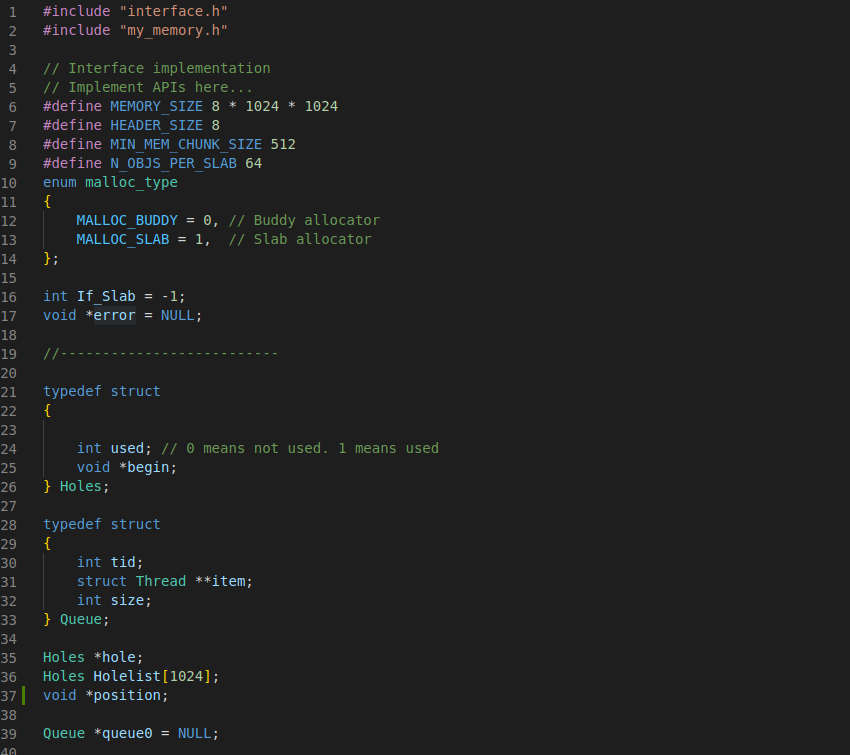 1 #include "interface.h"
2 #include "my_memory.h"
3
4 // Interface implementation
5 // Implement APIs here...
6 #define MEMORY_SIZE 8 * 1024 * 1024
7 #define HEADER_SIZE 8
8 #define MIN_MEM_CHUNK_SIZE 512
9 #define N_OBJS_PER_SLAB 64
10 enum malloc_type
11 {
12     MALLOC_BUDDY = 0, // Buddy allocator
13     MALLOC_SLAB = 1,  // Slab allocator
14 };
15
16 int If_Slab = -1;
17 void *error = NULL;
18
19 //--------------------------
20
21 typedef struct
22 {
23
24     int used; // 0 means not used. 1 means used
25     void *begin;
26 } Holes;
27
28 typedef struct
29 {
30     int tid;
31     struct Thread **item;
32     int size;
33 } Queue;
34
35 Holes *hole;
36 Holes Holelist[1024];
37 void *position;
38
39 Queue *queue0 = NULL;
40